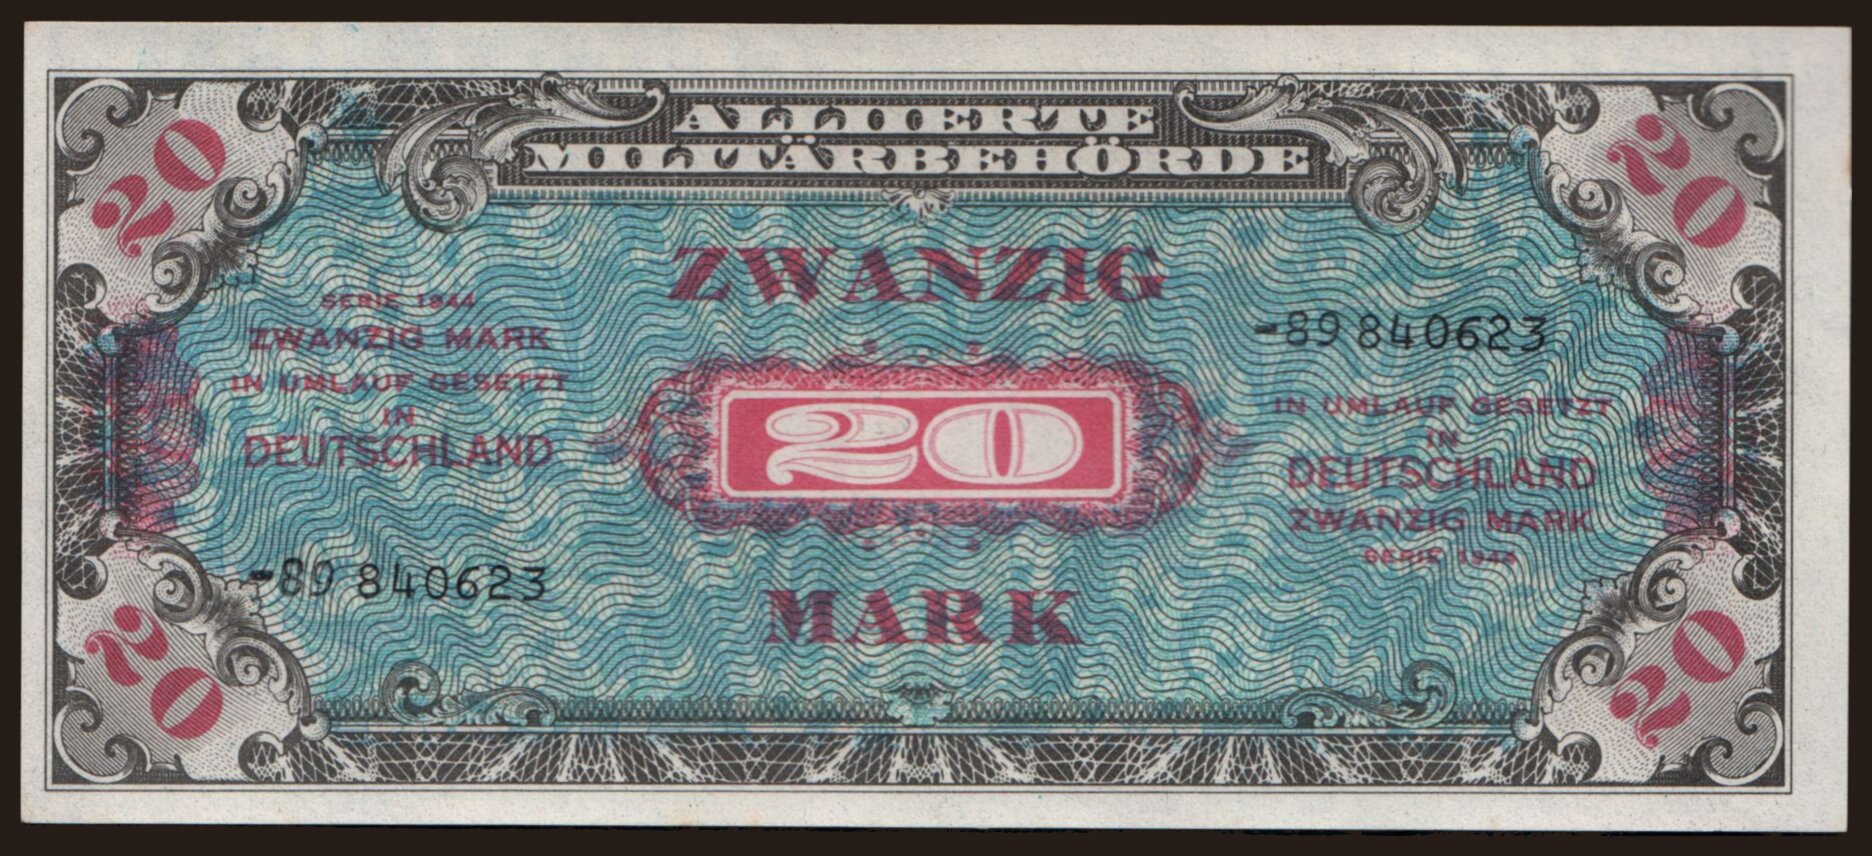 20
20
ALLIIERTE
MILITÄRBEHÖRDE
ZWANZIG
SERIE 1944
ZWANZIG MARK
IN UMLAUF GESETZT
IN
DEUTSCHLAND
-89 840623
20
-89 840623
IN UMLAUF GESETZT
IN
DEUTSCHLAND
ZWANZIG MARK
SERIE 1944
MARK
20
20